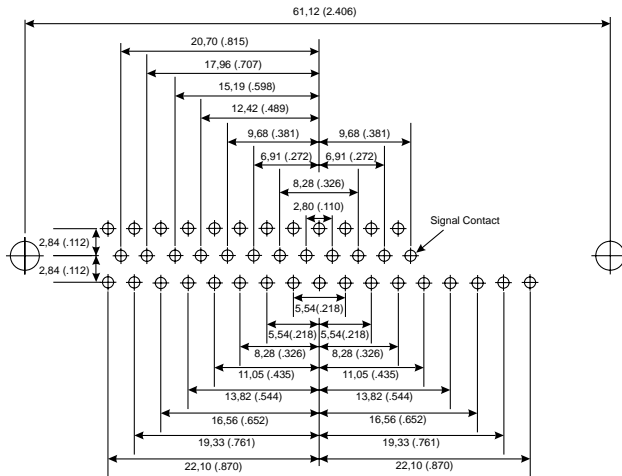 61,12 (2.406)
20,70 (.815)
17,96 (.707)
15,19 (.598)
12,42 (.489)
9,68 (.381) 9,68 (.381)
6,91 (.272) 6,91 (.272)
8,28 (.326)
2,80 (.110)
Signal Contact
2,84 (.112)
2,84 (.112)
5,54 (.218)
5,54(.218) 5,54(.218)
8,28 (.326) 8,28 (.326)
11,05 (.435) 11,05 (.435)
13,82 (.544) 13,82 (.544)
16,56 (.652) 16,56 (.652)
19,33 (.761) 19,33 (.761)
22,10 (.870) 22,10 (.870)